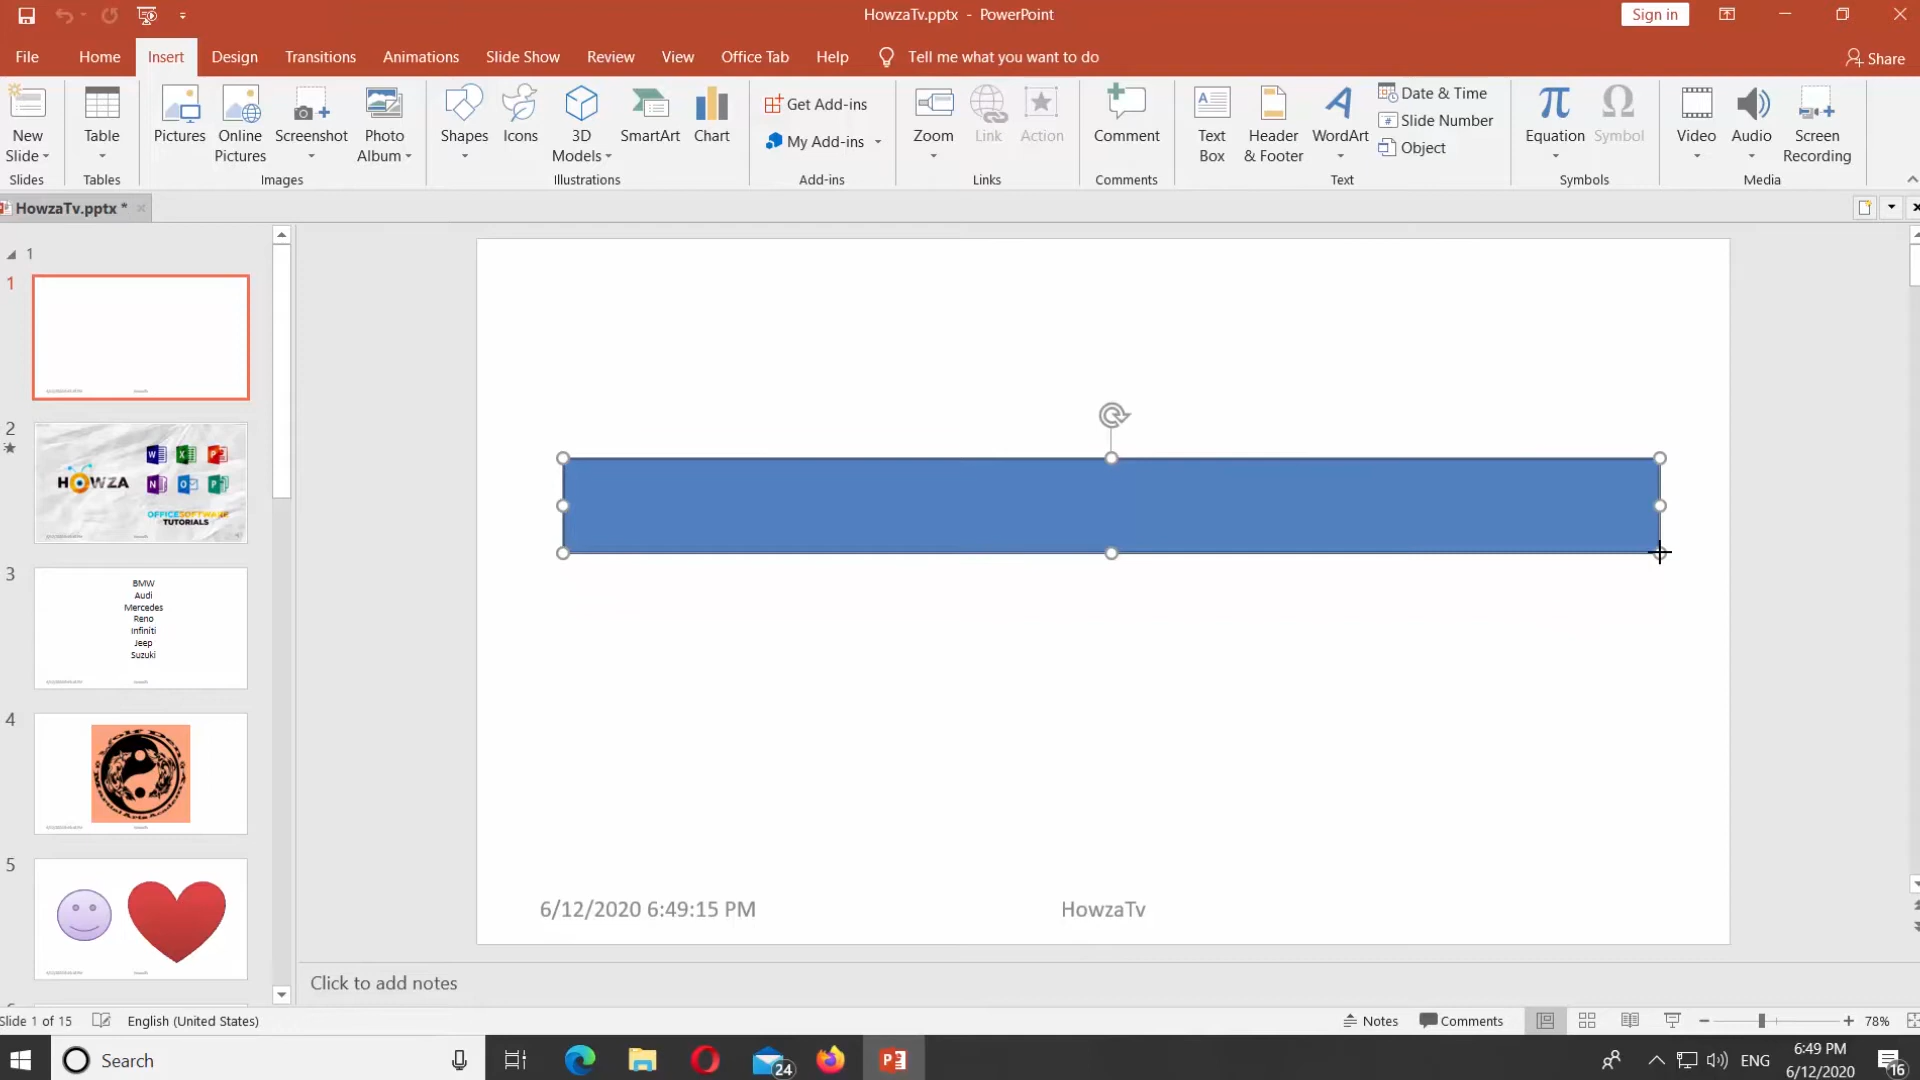 HowzaTv.pptx - PowerPoint
Sign in
File Home Insert Design Transitions Animations Slide Show Review View Office Tab Help Tell me what you want to do
Share
New Slide
Slides
Table
Tables
Pictures
Online Pictures
Screenshot
Photo Album
Images
Shapes
Icons
3D Models
SmartArt
Chart
Illustrations
Get Add-ins
My Add-ins
Add-ins
Zoom
Link
Action
Links
Comment
Comments
Text Box
Header & Footer
WordArt
Date & Time
Slide Number
Object
Text
Equation
Symbol
Symbols
Video
Audio
Screen Recording
Media
HowzaTv.pptx *
1
1
2
HOWZA
OFFICESOFTWARE
TUTORIALS
3
BMW
Audi
Mercedes
Reno
Infiniti
Jeep
Suzuki
4
Wolf Den
Martial Arts Academy
5
6/12/2020 6:49:15 PM
HowzaTv
Click to add notes
Slide 1 of 15
English (United States)
Notes
Comments
78%
Search
24
ENG
6:49 PM
6/12/2020
16